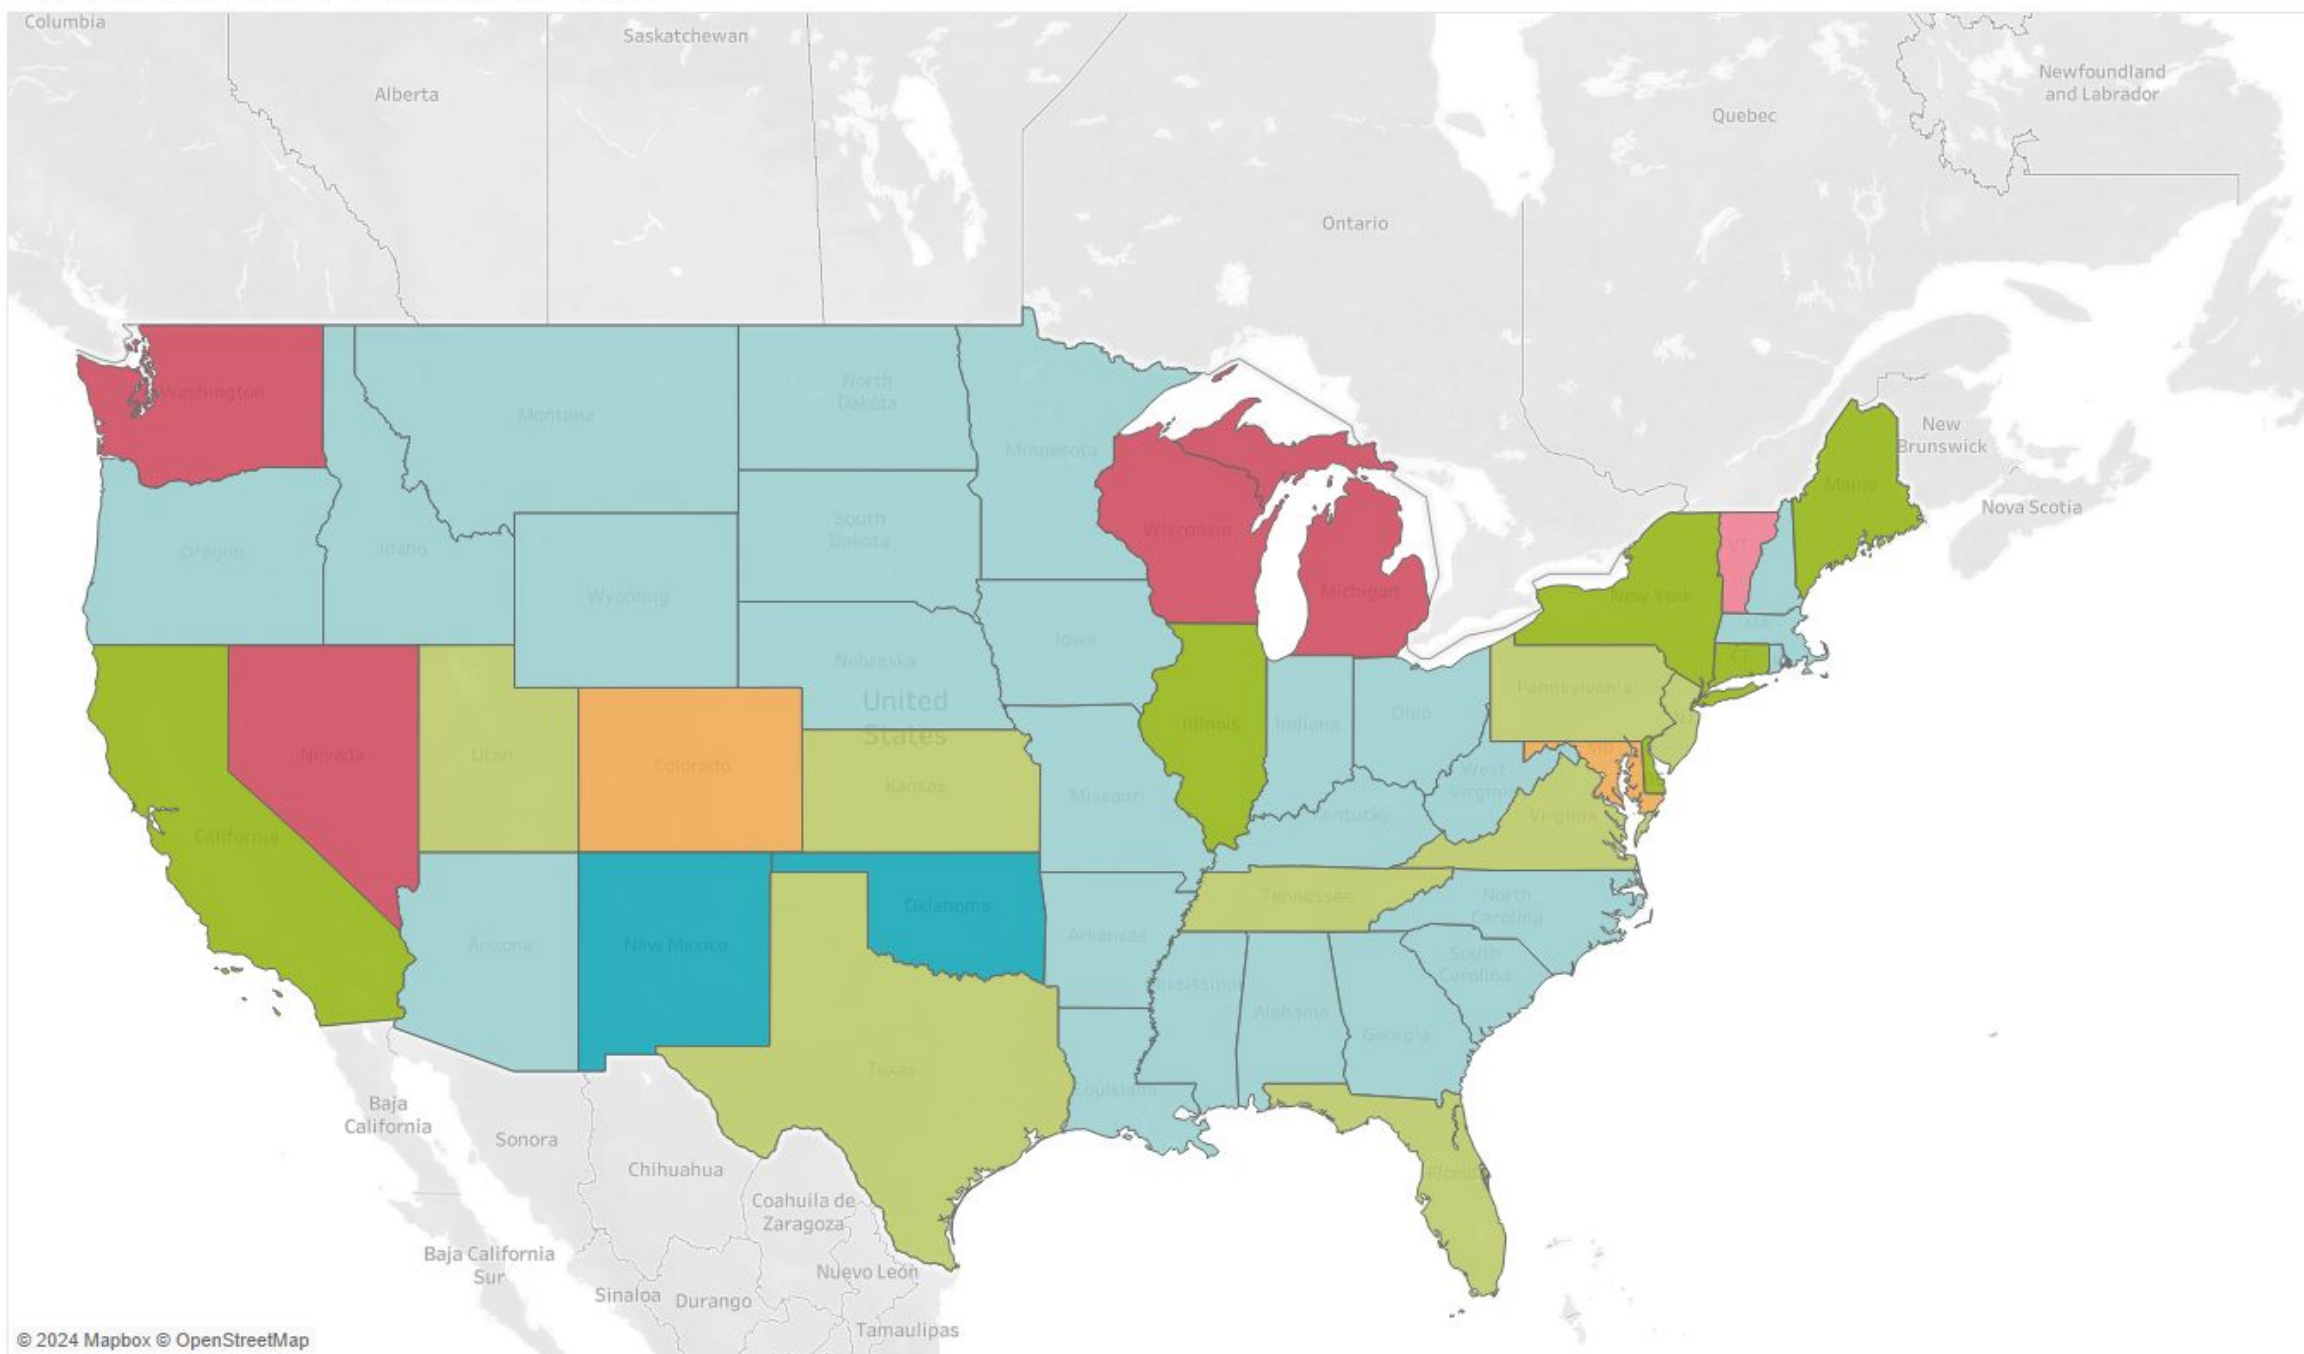 Columbia
Saskatchewan
Alberta
Newfoundland
and Labrador
Quebec
Ontario
Washington
Montana
North
Dakota
Minnesota
New
Brunswick
Maine
Nova Scotia
South
Dakota
Wisconsin
VT
Oregon
Idaho
Wyoming
Michigan
New York
MA
Iowa
CT
Nebraska
United
States
Pennsylvania
NJ
Illinois
Indiana
Ohio
Nevada
Utah
Colorado
Kansas
MD
West
Virginia
Missouri
Kentucky
Virginia
California
Tennessee
North
Carolina
Oklahoma
Arizona
New Mexico
Arkansas
South
Carolina
Mississippi
Alabama
Georgia
Texas
Louisiana
Baja
California
Sonora
Chihuahua
Florida
Coahuila de
Zaragoza
Baja California
Sur
Nuevo León
Sinaloa
Durango
Tamaulipas
© 2024 Mapbox © OpenStreetMap